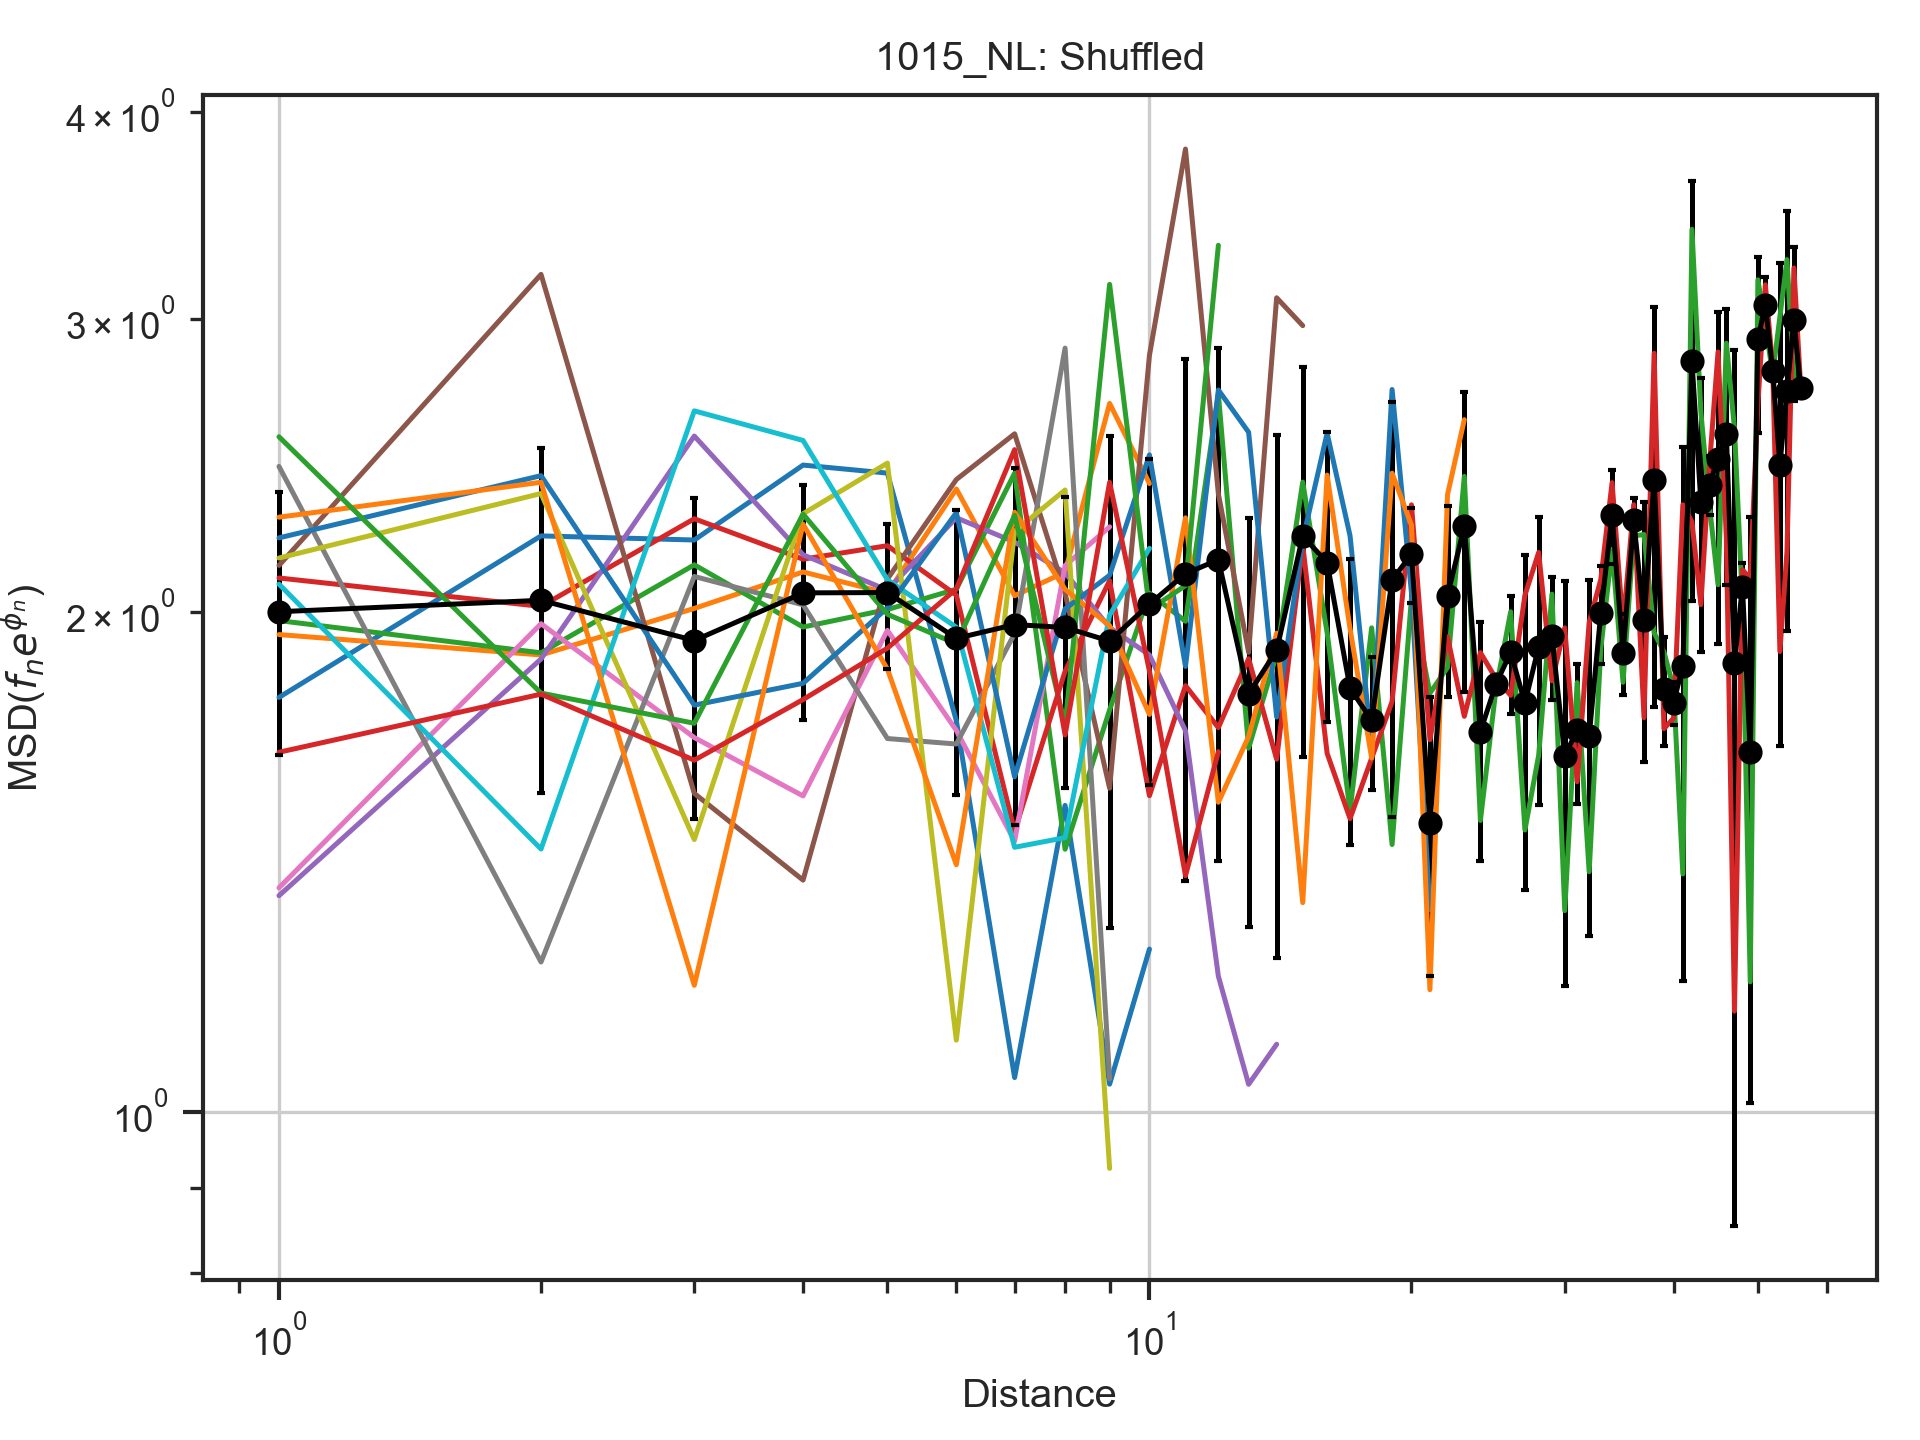 1015_NL: Shuffled
4 × 10⁰
3 × 10⁰
2 × 10⁰
10⁰
MSD(fₙe^ϕₙ)
10⁰ 10¹
Distance